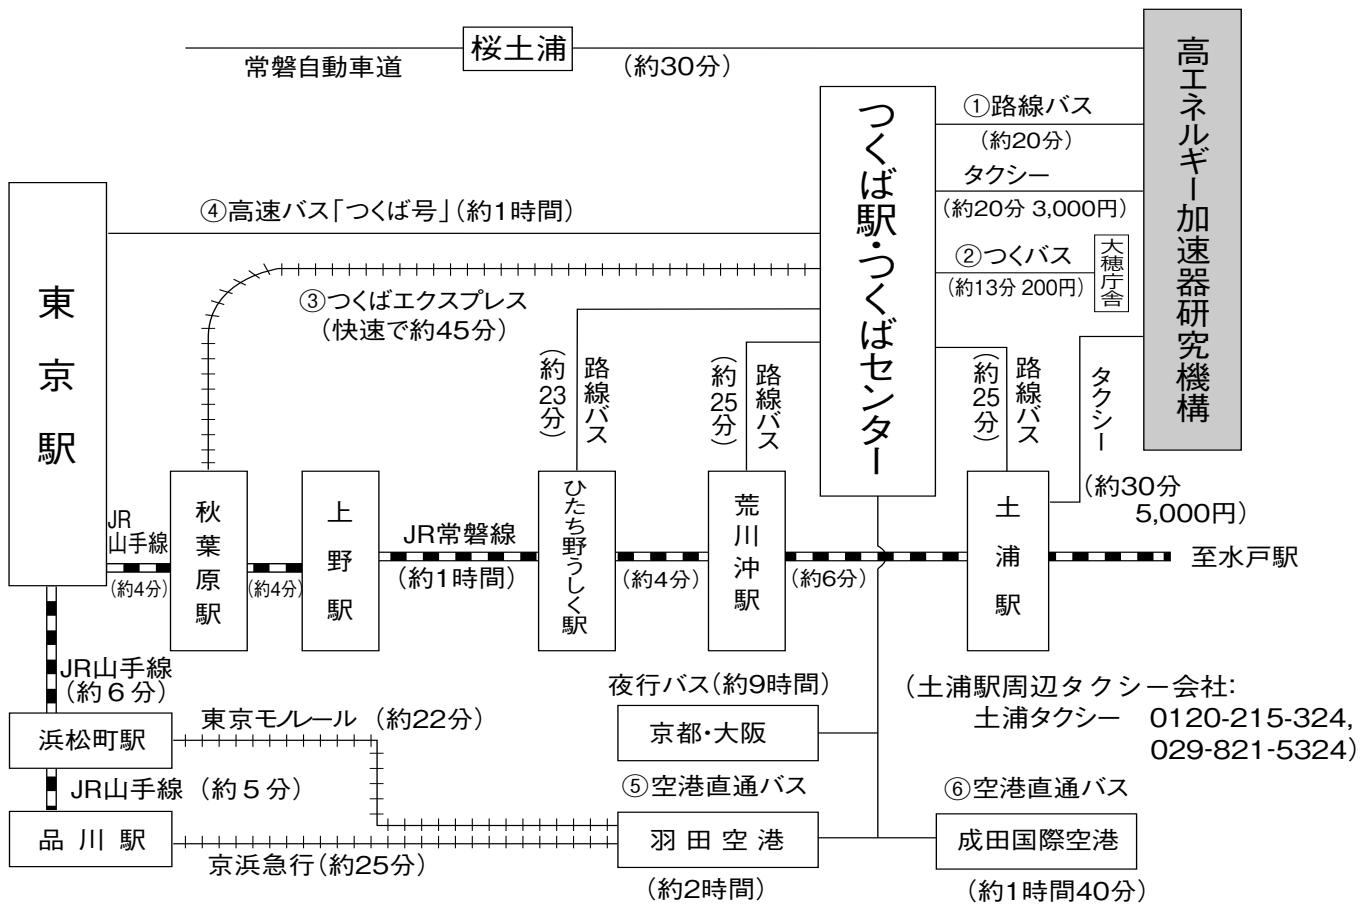 桜土浦
常磐自動車道
(約30分)
高エネルギー加速器研究機構
つくば駅・つくばセンター
①路線バス
(約20分)
タクシー
(約20分 3,000円)
②つくバス
(約13分 200円)
大穂庁舎
東京駅
④高速バス「つくば号」(約1時間)
③つくばエクスプレス
(快速で約45分)
路線バス
(約23分)
路線バス
(約25分)
路線バス
(約25分)
タクシー
(約30分
5,000円)
JR
山手線
(約4分)
秋葉原駅
(約4分)
上野駅
JR常磐線
(約1時間)
ひたち野うしく駅
(約4分)
荒川沖駅
(約6分)
土浦駅
至水戸駅
JR山手線
(約6分)
浜松町駅
東京モノレール (約22分)
JR山手線 (約5分)
品川駅
京浜急行(約25分)
夜行バス(約9時間)
京都・大阪
⑤空港直通バス
羽田空港
(約2時間)
⑥空港直通バス
成田国際空港
(約1時間40分)
(土浦駅周辺タクシー会社:
土浦タクシー 0120-215-324,
029-821-5324)